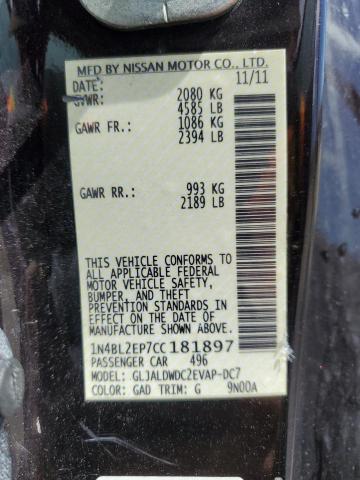 MFD BY NISSAN MOTOR CO., LTD.
DATE: 11/11
GVWR: 2080 KG
4585 LB
GAWR FR.: 1086 KG
2394 LB
GAWR RR.: 993 KG
2189 LB
THIS VEHICLE CONFORMS TO
ALL APPLICABLE FEDERAL
MOTOR VEHICLE SAFETY,
BUMPER, AND THEFT
PREVENTION STANDARDS IN
EFFECT ON THE DATE OF
MANUFACTURE SHOWN ABOVE.
1N4BL2EP7CC181897
PASSENGER CAR 496
MODEL: GLJALDWDC2EVAP-DC7
COLOR: GAD TRIM: G 9N00A
1N4BL2EP7CC181897